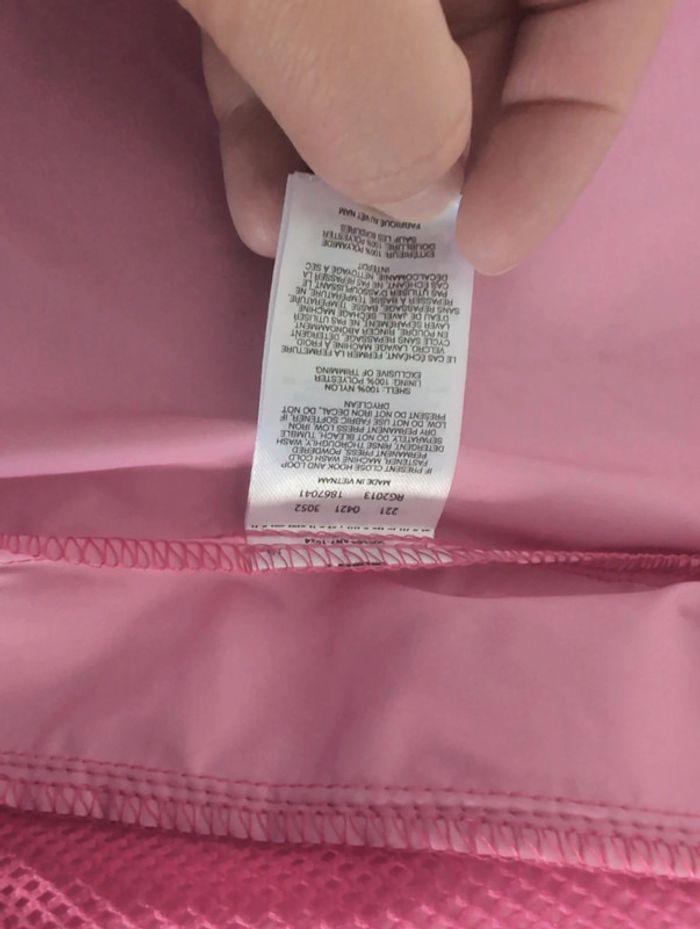 221 0421 3052
RG2013 1867041
MADE IN VIETNAM
IF PRESENT CLOSE HOOK AND LOOP
FASTENER, MACHINE WASH COLD
PERMANENT PRESS, POWDERED
DETERGENT, RINSE THOROUGHLY, WASH
SEPARATELY, DO NOT BLEACH, TUMBLE
DRY PERMANENT PRESS LOW, IRON
LOW, DO NOT USE FABRIC SOFTENER, IF
PRESENT DO NOT IRON DECAL, DO NOT
DRYCLEAN
SHELL: 100% NYLON
LINING: 100% POLYESTER
EXCLUSIVE OF TRIMMING
LE CAS ÉCHÉANT, FERMER LA FERMETURE
VELCRO, LAVAGE À MACHINE À FROID
CYCLE SANS REPASSAGE, DÉTERGENT
EN POUDRE, RINCER ABONDAMMENT,
LAVER SÉPARÉMENT, NE PAS UTILISER
D'EAU DE JAVEL, SÉCHAGE MACHINE
SANS REPASSAGE, BASSE TEMPÉRATURE,
REPASSER À BASSE TEMPÉRATURE, NE
PAS UTILISER D'ASSOUPLISSANT, LE
CAS ÉCHÉANT, NE PAS REPASSER LA
DÉCALCOMANIE, NETTOYAGE À SEC
INTERDIT
EXTÉRIEUR: 100% POLYAMIDE
DOUBLURE: 100% POLYESTER
SAUF LES BORDURES
FABRIQUÉ AU VIÊT NAM